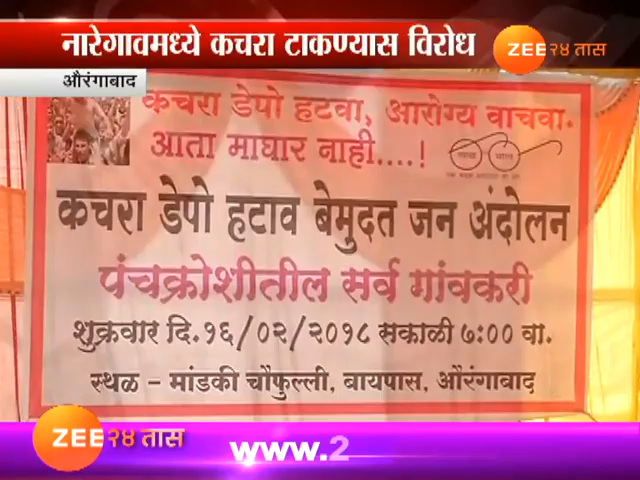 नारेगावमध्ये कचरा टाकण्यास विरोध
ZEE २४ तास
औरंगाबाद
कचरा डेपो हटवा, आरोग्य वाचवा.
आता माघार नाही....!
कचरा डेपो हटाव बेमुदत जन अंदोलन
पंचक्रोशीतील सर्व गांवकरी
शुक्रवार दि.१६/०२/२०१८ सकाळी ७:०० वा.
स्थळ – मांडकी चौफुल्ली, बायपास, औरंगाबाद
ZEE २४ तास
www.2